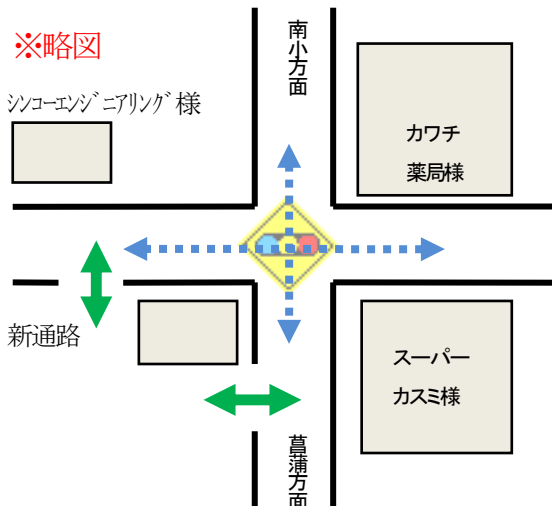 ※略図
南小方面
シンコーエンジニアリング様
カワチ
薬局様
新通路
スーパー
カスミ様
菖蒲方面